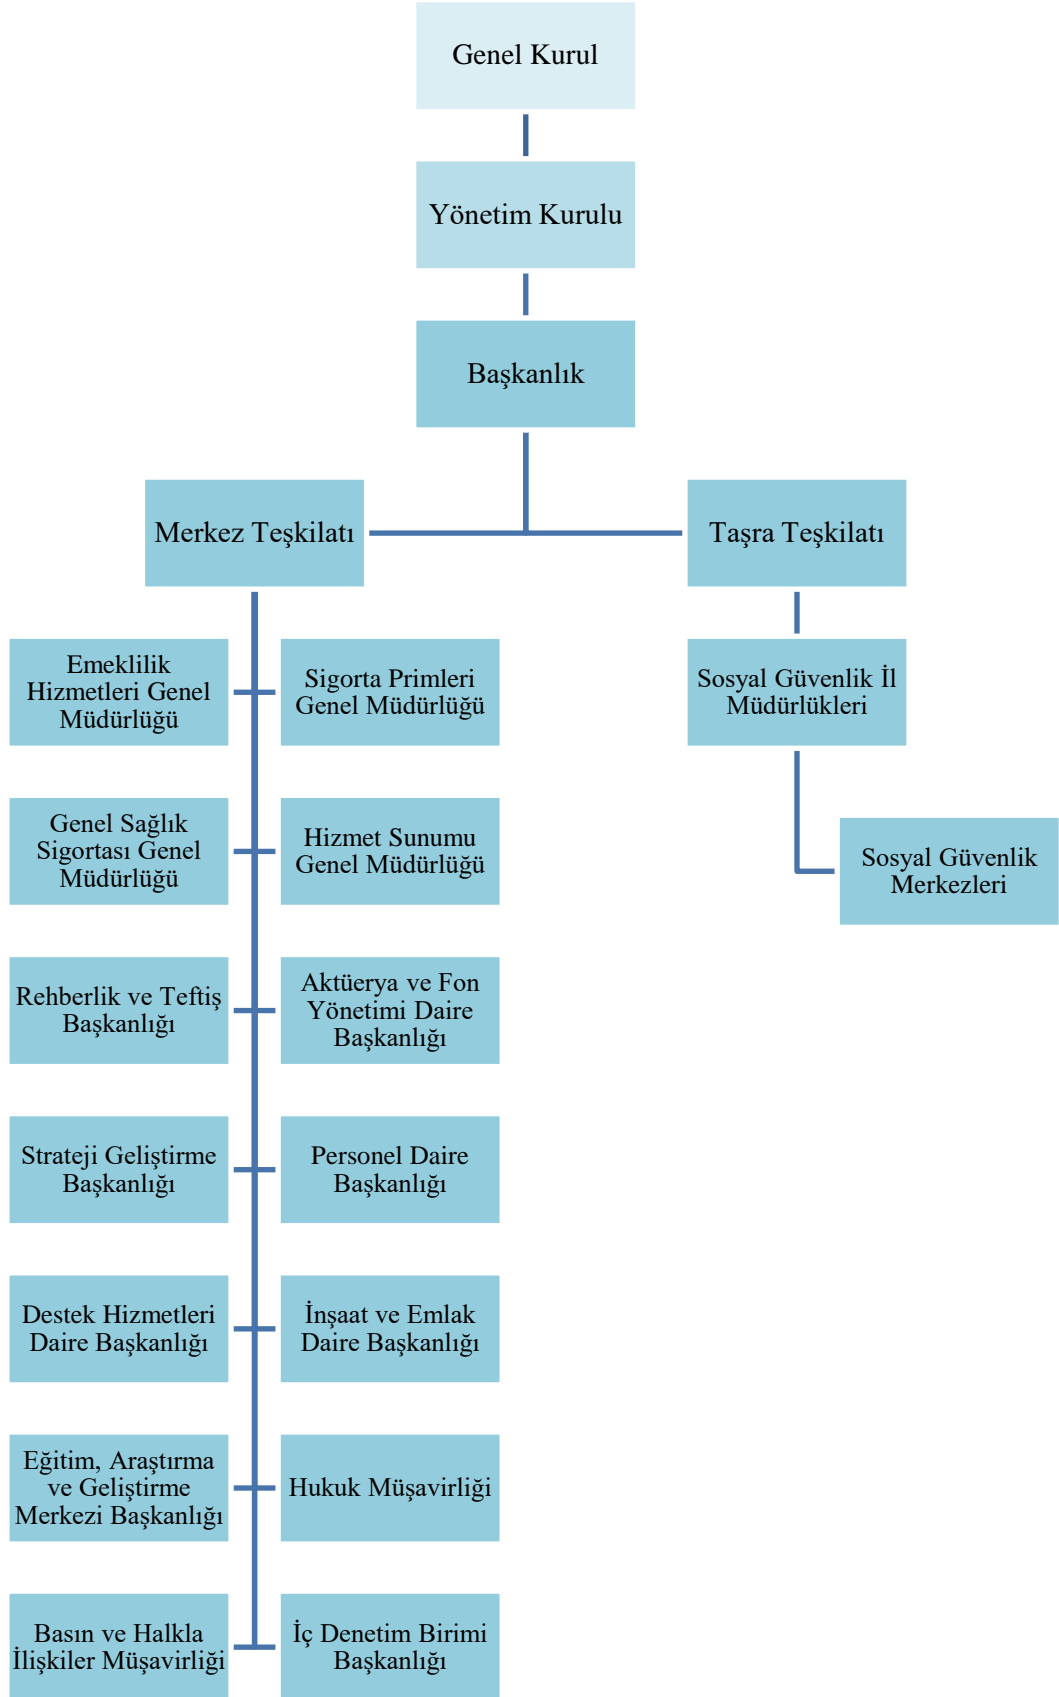 Genel Kurul
Yönetim Kurulu
Başkanlık
Merkez Teşkilatı
Taşra Teşkilatı
Emeklilik
Hizmetleri Genel
Müdürlüğü
Sigorta Primleri
Genel Müdürlüğü
Sosyal Güvenlik İl
Müdürlükleri
Genel Sağlık
Sigortası Genel
Müdürlüğü
Hizmet Sunumu
Genel Müdürlüğü
Sosyal Güvenlik
Merkezleri
Rehberlik ve Teftiş
Başkanlığı
Aktüerya ve Fon
Yönetimi Daire
Başkanlığı
Strateji Geliştirme
Başkanlığı
Personel Daire
Başkanlığı
Destek Hizmetleri
Daire Başkanlığı
İnşaat ve Emlak
Daire Başkanlığı
Eğitim, Araştırma
ve Geliştirme
Merkezi Başkanlığı
Hukuk Müşavirliği
Basın ve Halkla
İlişkiler Müşavirliği
İç Denetim Birimi
Başkanlığı